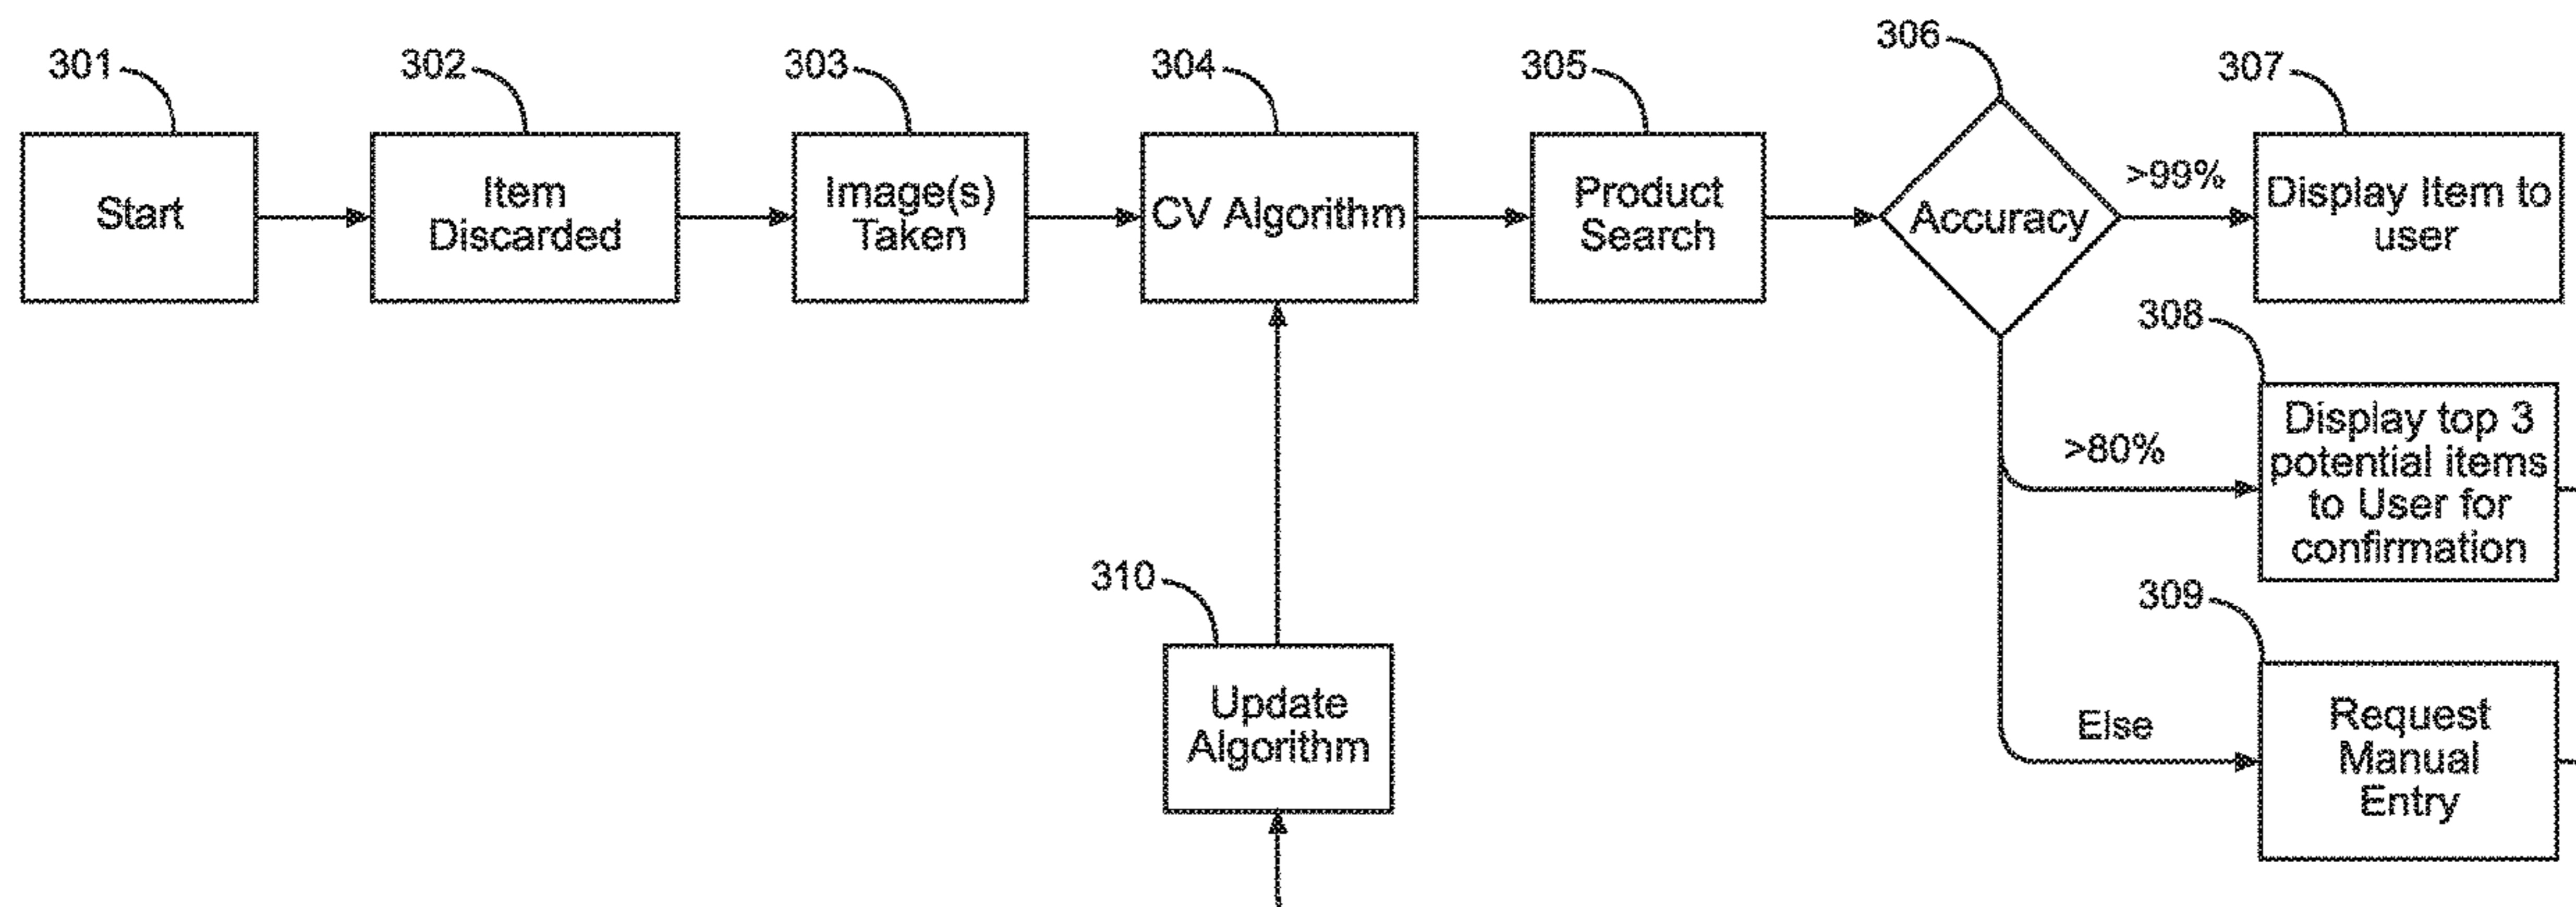 301
302
303
304
305
306
307
Start
Item
Discarded
Image(s)
Taken
CV Algorithm
Product
Search
Accuracy
>99%
Display Item to
user
308
>80%
Display top 3
potential items
to User for
confirmation
310
309
Update
Algorithm
Else
Request
Manual
Entry